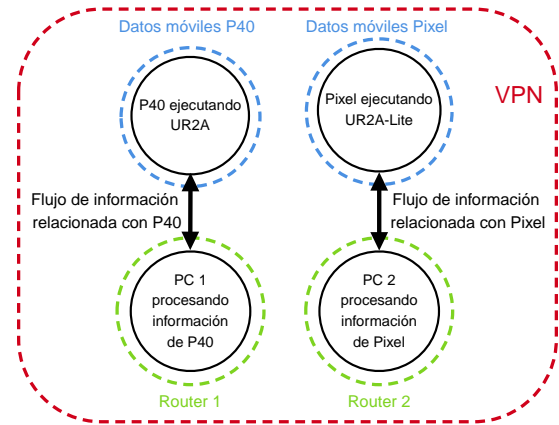 Datos móviles P40
Datos móviles Pixel
VPN
P40 ejecutando
UR2A
Pixel ejecutando
UR2A-Lite
Flujo de información
relacionada con P40
Flujo de información
relacionada con Pixel
PC 1
procesando
información
de P40
PC 2
procesando
información
de Pixel
Router 1
Router 2